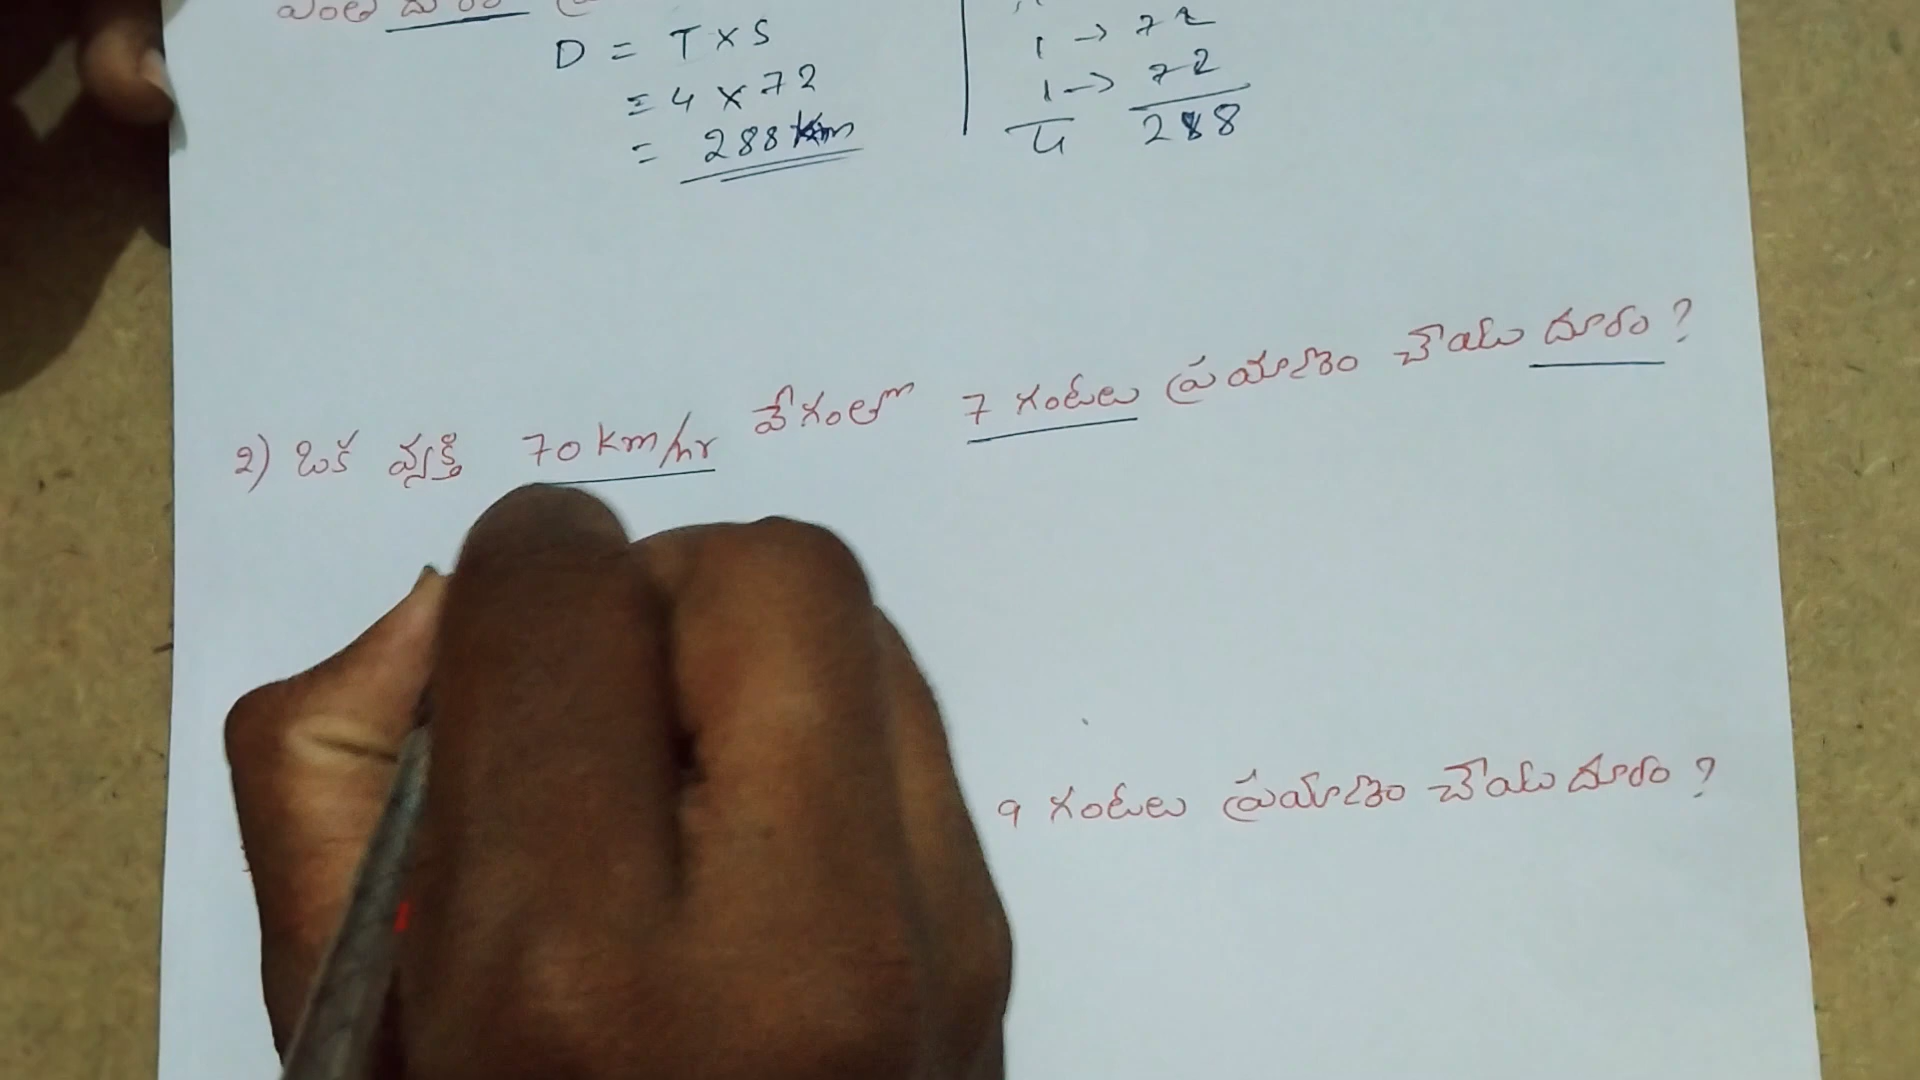 ఎంత దూరం
D = T × S
= 4 × 72
= 288 km
1 → 72
1 → 72
4 288
2) ఒక వ్యక్తి 70 km/hr వేగంతో 7 గంటలు ప్రయాణం చేయు దూరం ?
9 గంటలు ప్రయాణం చేయు దూరం ?